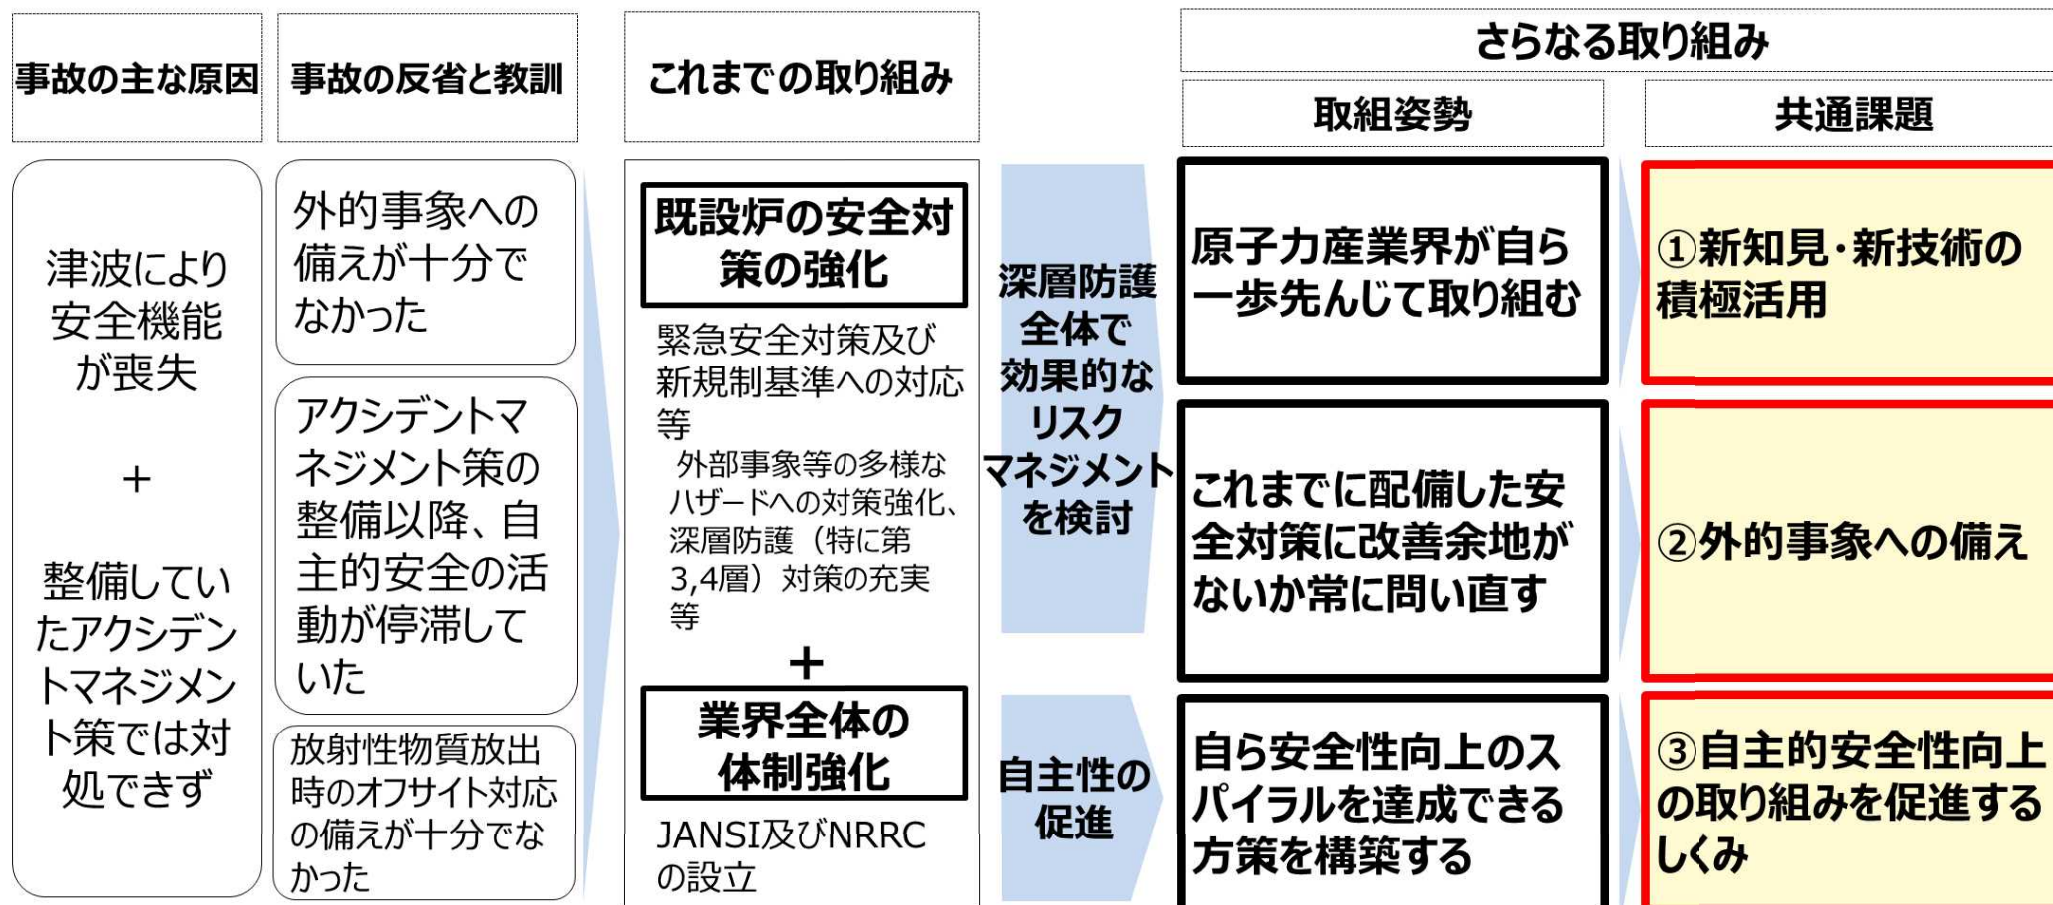 事故の主な原因
事故の反省と教訓
これまでの取り組み
さらなる取り組み
取組姿勢
共通課題
津波により
安全機能
が喪失
+
整備してい
たアクシデン
トマネジメン
ト策では対
処できず
外的事象への
備えが十分で
なかった
アクシデントマ
ネジメント策の
整備以降、自
主的安全の活
動が停滞して
いた
放射性物質放出
時のオフサイト対応
の備えが十分でな
かった
既設炉の安全対
策の強化
緊急安全対策及び
新規制基準への対応
等
外部事象等の多様な
ハザードへの対策強化、
深層防護（特に第
3,4層）対策の充実
等
+
業界全体の
体制強化
JANSI及びNRRC
の設立
深層防護
全体で
効果的な
リスク
マネジメント
を検討
自主性の
促進
原子力産業界が自ら
一歩先んじて取り組む
これまでに配備した安
全対策に改善余地が
ないか常に問い直す
自ら安全性向上のス
パイラルを達成できる
方策を構築する
①新知見・新技術の
積極活用
②外的事象への備え
③自主的安全性向上
の取り組みを促進する
しくみ